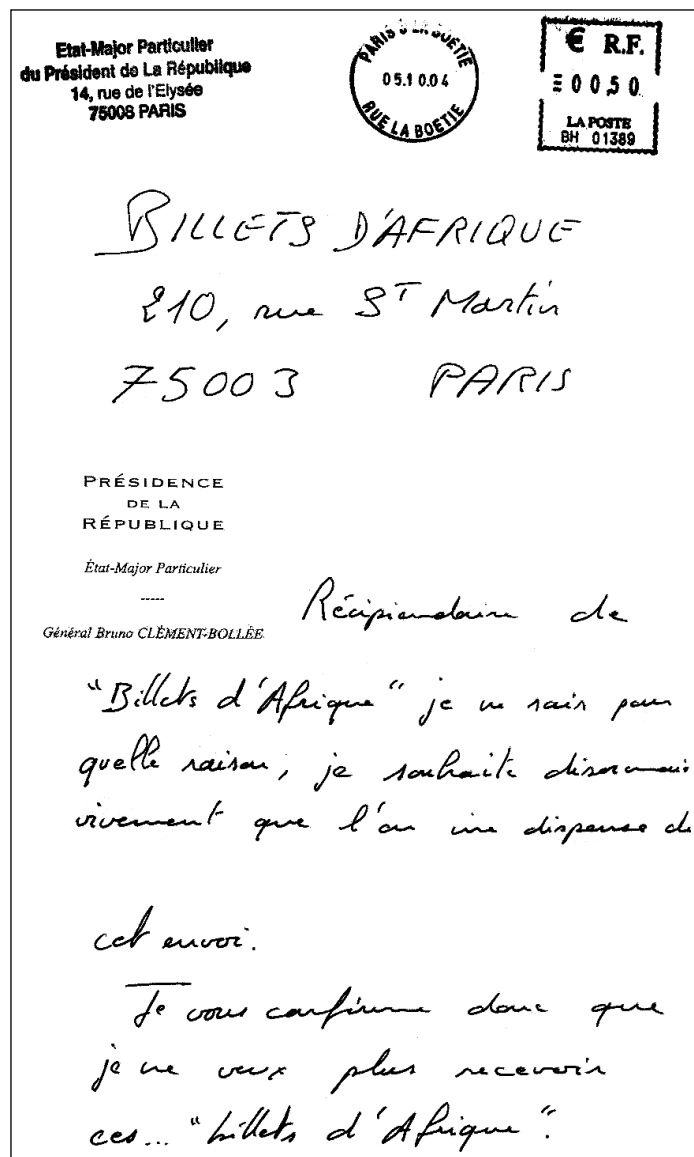 Etat-Major Particulier
du Président de La République
14, rue de l'Elysée
75008 PARIS
PARIS LA BOETIE
05.10.04
RUE LA BOETIE
€ R.F.
00,50
LA POSTE
BH 01389
BILLETS D'AFRIQUE
210, rue ST Martin
75003 PARIS
PRÉSIDENCE
DE LA
RÉPUBLIQUE
État-Major Particulier
-----
Général Bruno CLÉMENT-BOLLÉE
Récipiendaire de
"Billets d'Afrique" je ne sais pour
quelle raison, je souhaite désormais
vivement que l'on me dispense de
cet envoi.
Je vous confirme donc que
je ne veux plus recevoir
ces... "billets d'Afrique".